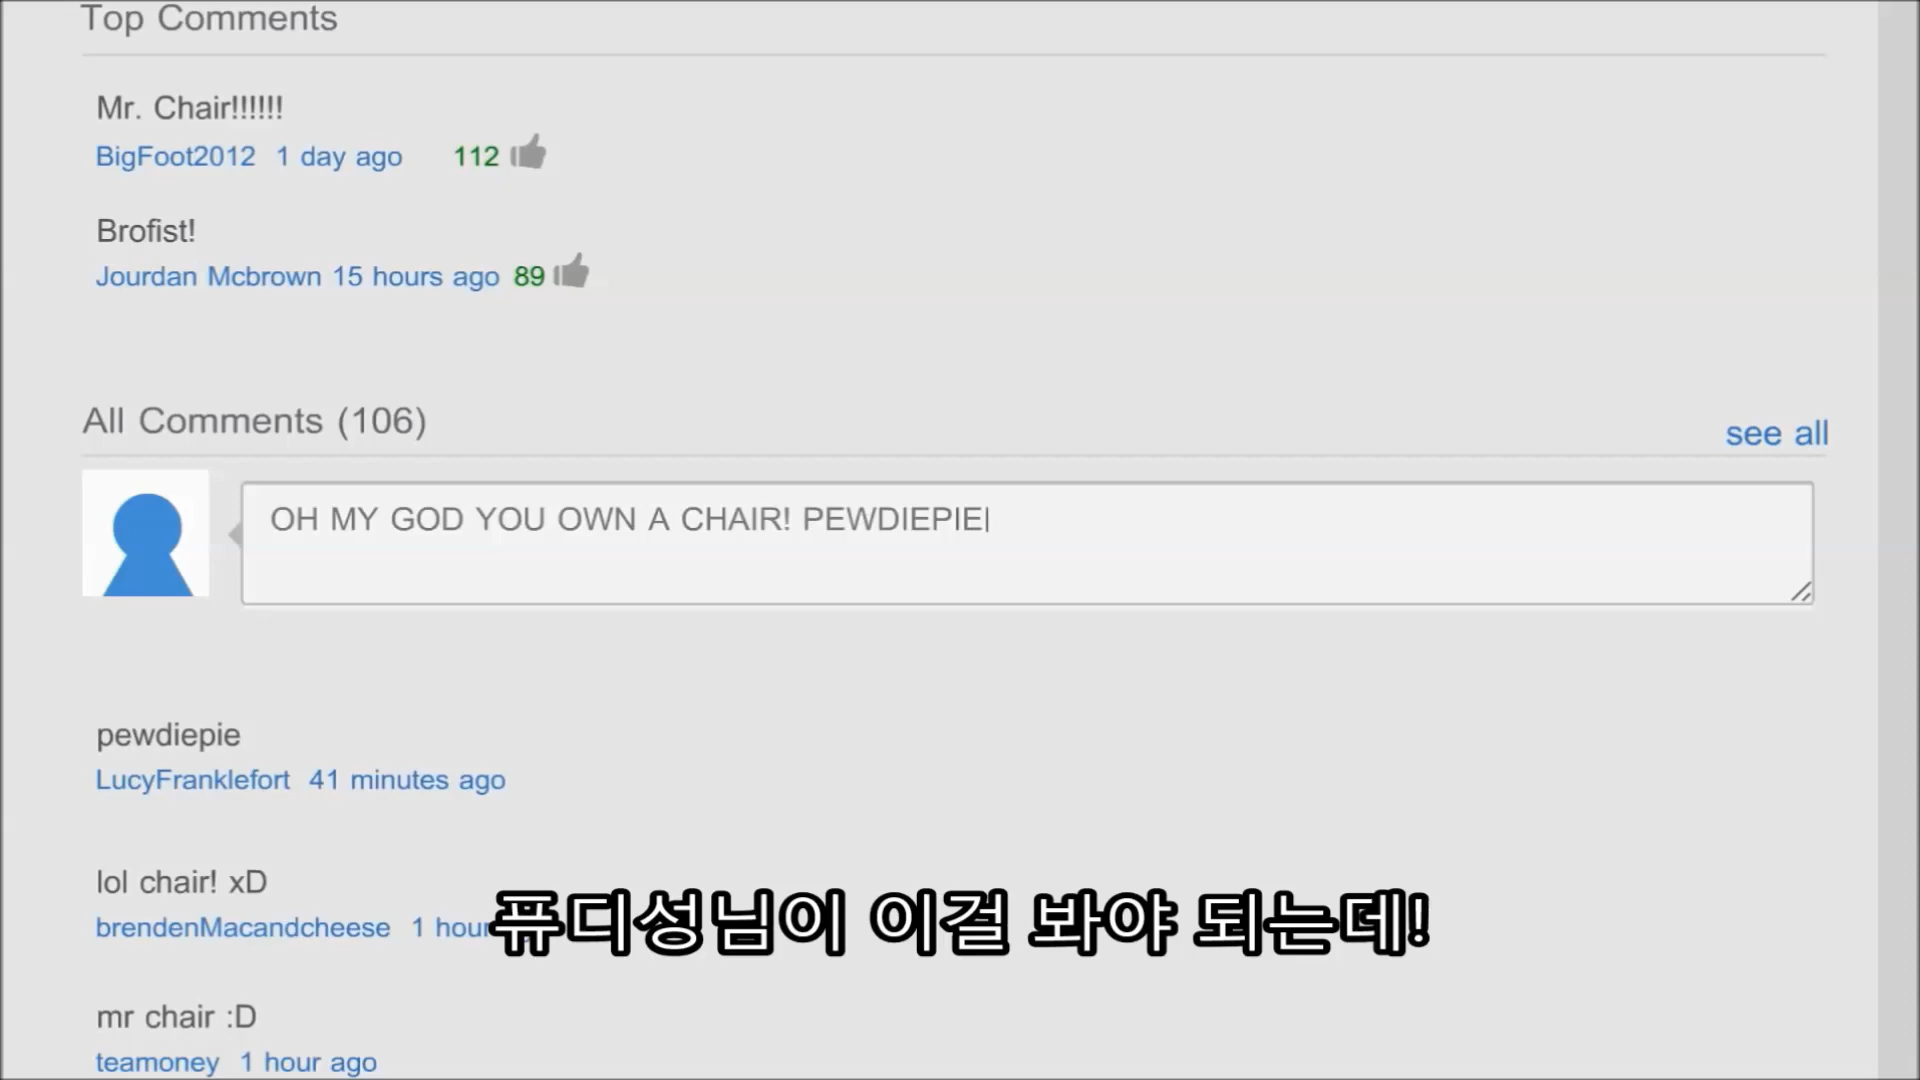 Top Comments
Mr. Chair!!!!!!
BigFoot2012 1 day ago 112
Brofist!
Jourdan Mcbrown 15 hours ago 89
All Comments (106)
see all
OH MY GOD YOU OWN A CHAIR! PEWDIEPIE
pewdiepie
LucyFranklefort 41 minutes ago
lol chair! xD
brendenMacandcheese 1 hour
퓨디성님이 이걸 봐야 되는데!
mr chair :D
teamoney 1 hour ago